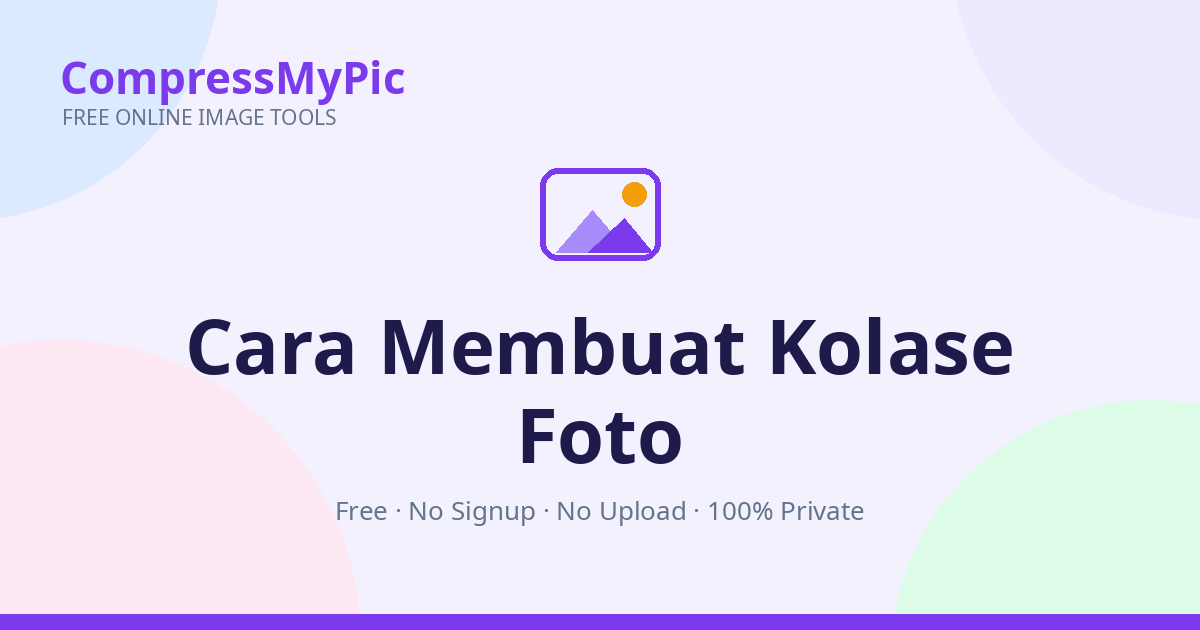 CompressMyPic
FREE ONLINE IMAGE TOOLS
Cara Membuat Kolase
Foto
Free · No Signup · No Upload · 100% Private